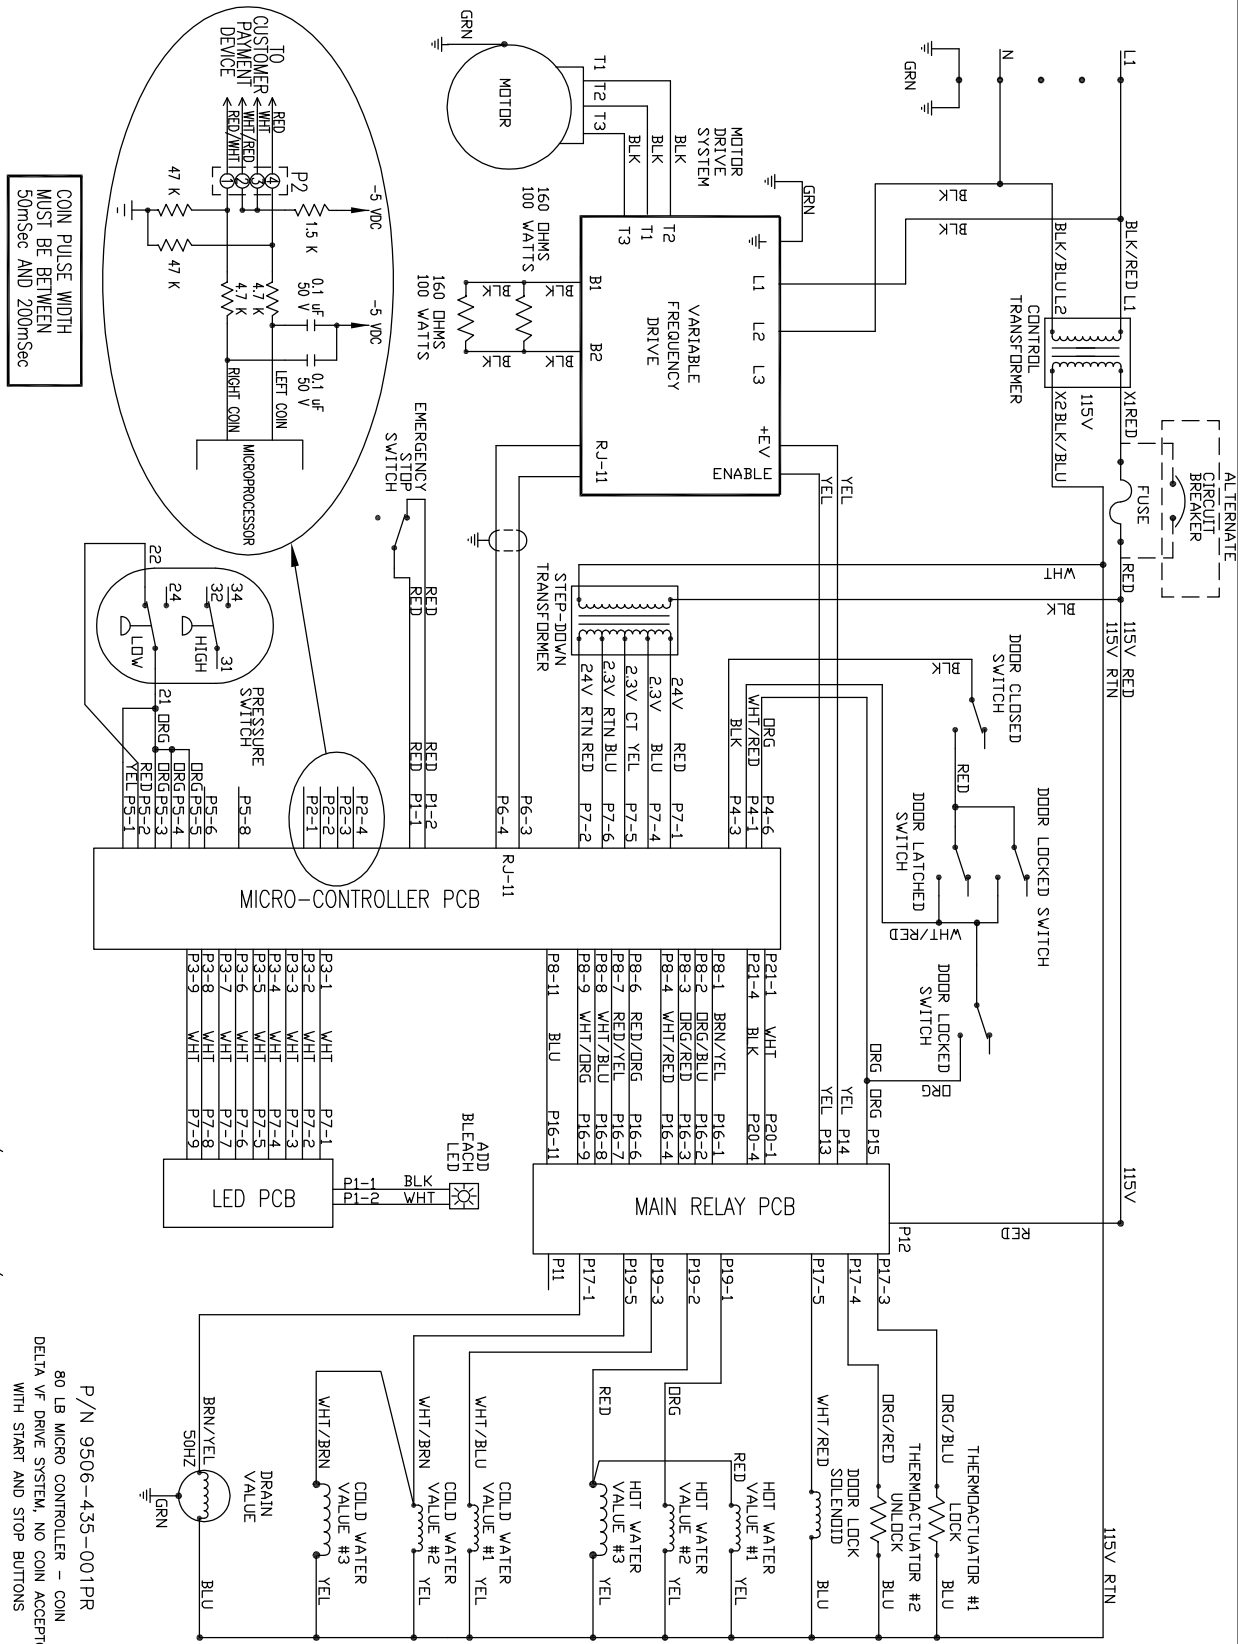 L1
N
GRN
BLK/RED L1
BLK/BLU L2
BLK
BLK
CONTROL
TRANSFORMER
X1 RED
115V
X2 BLK/BLU
ALTERNATE
CIRCUIT
BREAKER
FUSE
RED
115V RED
115V RTN
WHT
BLK
115V
RED
115V RTN
GRN
MOTOR
T1
T2
T3
BLK
BLK
BLK
MOTOR
DRIVE
SYSTEM
GRN
T2
T1
T3
L1
L2
L3
VARIABLE
FREQUENCY
DRIVE
+EV
ENABLE
B1
B2
RJ-11
YEL
YEL
160 OHMS
100 WATTS
160 OHMS
100 WATTS
BLK
BLK
BLK
BLK
STEP-DOWN
TRANSFORMER
24V RED P7-1
2.3V BLU P7-4
2.3V CT YEL P7-5
2.3V RTN BLU P7-6
24V RTN RED P7-2
DOOR CLOSED
SWITCH
BLK
RED
DOOR LOCKED SWITCH
DOOR LATCHED
SWITCH
WHT/RED
DOOR LOCKED
SWITCH
ORG
ORG P4-6
WHT/RED P4-1
BLK P4-3
P6-3
P6-4
RJ-11
EMERGENCY
STOP
SWITCH
RED RED P1-2
RED RED P1-1
TO
CUSTOMER
PAYMENT
DEVICE
RED
WHT
WHT/RED
RED/WHT
P2
4
3
2
1
-5 VDC
1.5 K
47 K
47 K
4.7 K
4.7 K
0.1 uF
50 V
-5 VDC
0.1 uF
50 V
LEFT COIN
RIGHT COIN
MICROPROCESSOR
COIN PULSE WIDTH
MUST BE BETWEEN
50mSec AND 200mSec
PRESSURE
SWITCH
34
32
31
HIGH
24
22
LOW
21
P2-4
P2-3
P2-2
P2-1
P5-8
P5-6
ORG P5-5
ORG P5-4
ORG ORG P5-3
RED P5-2
YEL P5-1
MICRO-CONTROLLER PCB
ORG ORG P15
YEL P14
YEL P13
P21-1 WHT P20-1
P21-4 BLK P20-4
P8-1 BRN/YEL P16-1
P8-2 ORG/BLU P16-2
P8-3 ORG/RED P16-3
P8-4 WHT/RED P16-4
P8-6 RED/ORG P16-6
P8-7 RED/YEL P16-7
P8-8 WHT/BLU P16-8
P8-9 WHT/ORG P16-9
P8-11 BLU P16-11
P3-1 WHT P7-1
P3-2 WHT P7-2
P3-3 WHT P7-3
P3-4 WHT P7-4
P3-5 WHT P7-5
P3-6 WHT P7-6
P3-7 WHT P7-7
P3-8 WHT P7-8
P3-9 WHT P7-9
LED PCB
P1-1 BLK
P1-2 WHT
ADD
BLEACH
LED
MAIN RELAY PCB
P12
P17-3
P17-4
P17-5
P19-1
P19-2
P19-3
P19-5
P17-1
P11
THERMOACTUATOR #1
LOCK
ORG/BLU
BLU
THERMOACTUATOR #2
UNLOCK
ORG/RED
BLU
DOOR LOCK
SOLENOID
WHT/RED
BLU
HOT WATER
VALUE #1
RED
YEL
HOT WATER
VALUE #2
ORG
YEL
HOT WATER
VALUE #3
RED
YEL
COLD WATER
VALUE #1
WHT/BLU
YEL
COLD WATER
VALUE #2
WHT/BRN
YEL
COLD WATER
VALUE #3
WHT/BRN
YEL
DRAIN
VALUE
BRN/YEL
50HZ
GRN
BLU
P/N 9506-435-001PR
80 LB MICRO CONTROLLER - COIN
DELTA VF DRIVE SYSTEM, NO COIN
WITH START AND STOP BUTTONS